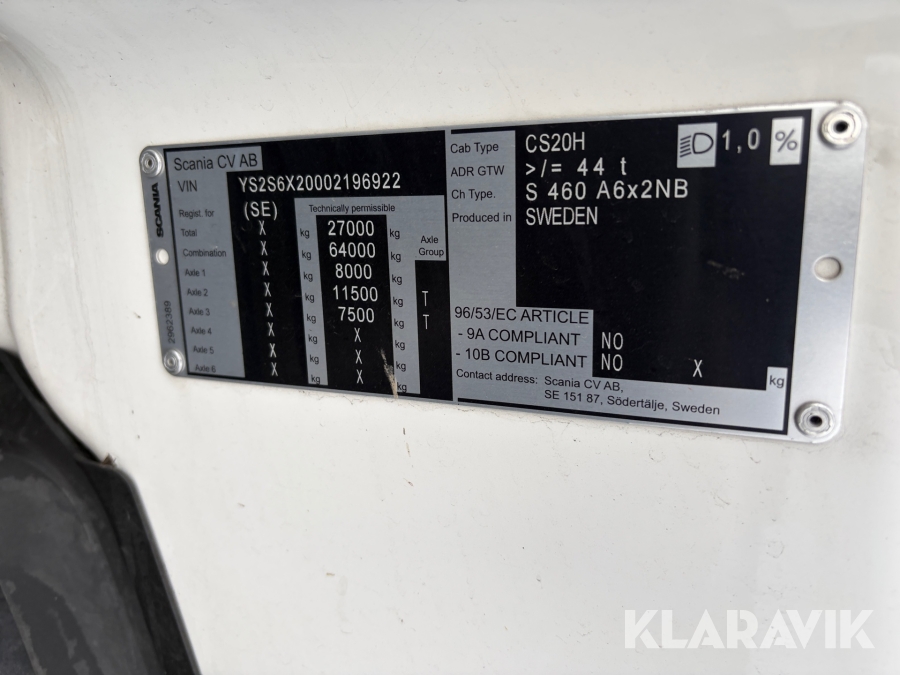 Scania CV AB
VIN YS2S6X20002196922
Regist. for (SE) Technically permissible
Total X kg 27000 kg
Combination X kg 64000 kg Axle Group
Axle 1 X kg 8000 kg
Axle 2 X kg 11500 kg T
Axle 3 X kg 7500 kg T
Axle 4 X kg X kg
Axle 5 X kg X kg
Axle 6 X kg X kg
SCANIA
2962389
Cab Type CS20H 1,0 %
ADR GTW >/= 44 t
Ch Type. S 460 A6x2NB
Produced in SWEDEN
96/53/EC ARTICLE
- 9A COMPLIANT NO
- 10B COMPLIANT NO X kg
Contact address: Scania CV AB,
SE 151 87, Södertälje, Sweden
KLARAVIK